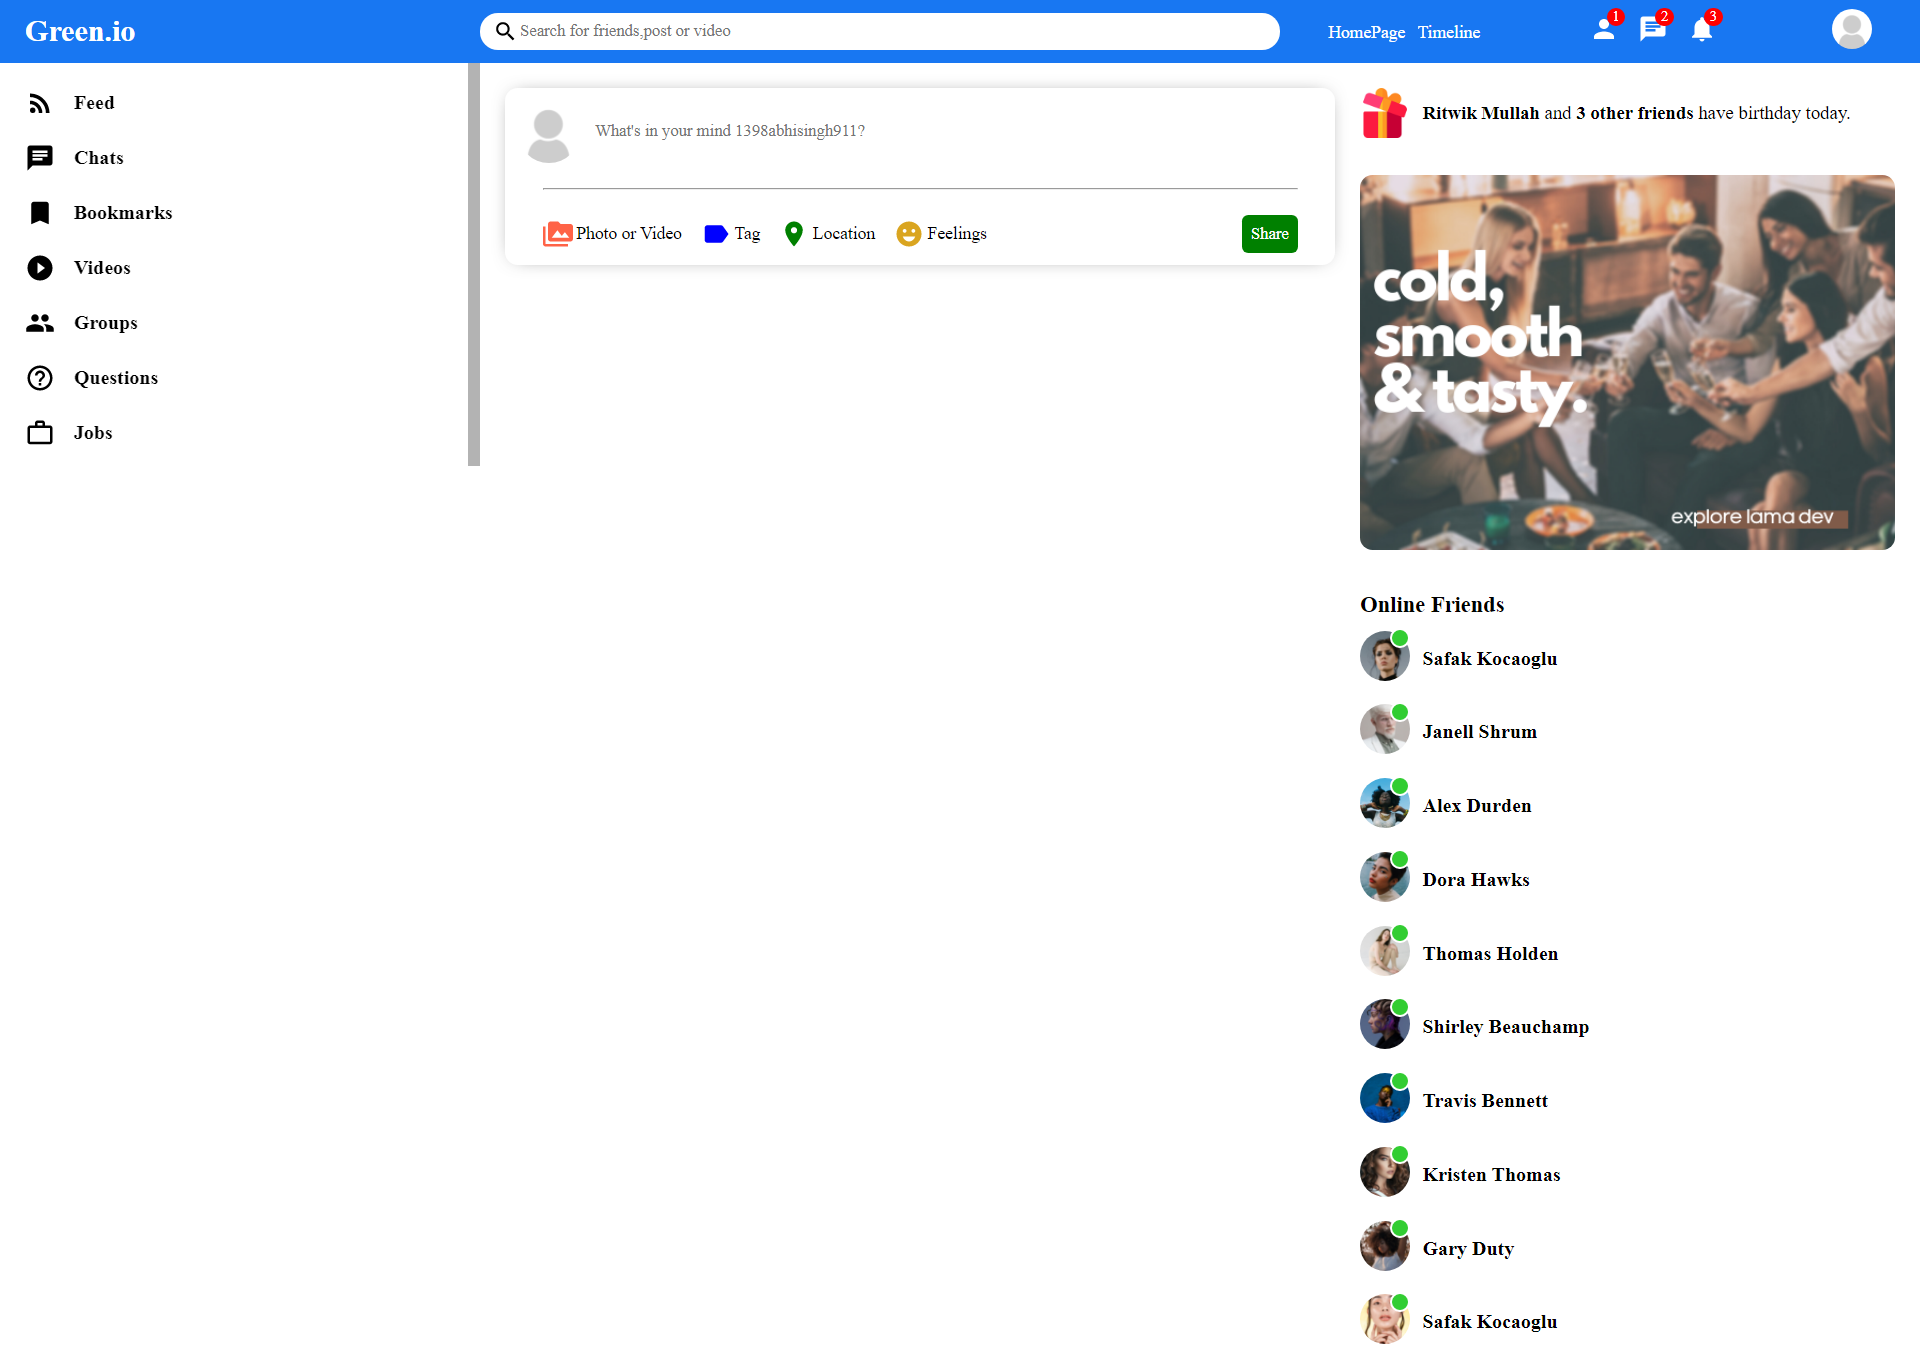 Green.io
Search for friends,post or video
HomePage Timeline
1 2 3
Feed
Chats
Bookmarks
Videos
Groups
Questions
Jobs
What's in your mind 1398abhisingh911?
Photo or Video Tag Location Feelings Share
Ritwik Mullah and 3 other friends have birthday today.
cold,
smooth
& tasty.
explore lama dev
Online Friends
Safak Kocaoglu
Janell Shrum
Alex Durden
Dora Hawks
Thomas Holden
Shirley Beauchamp
Travis Bennett
Kristen Thomas
Gary Duty
Safak Kocaoglu